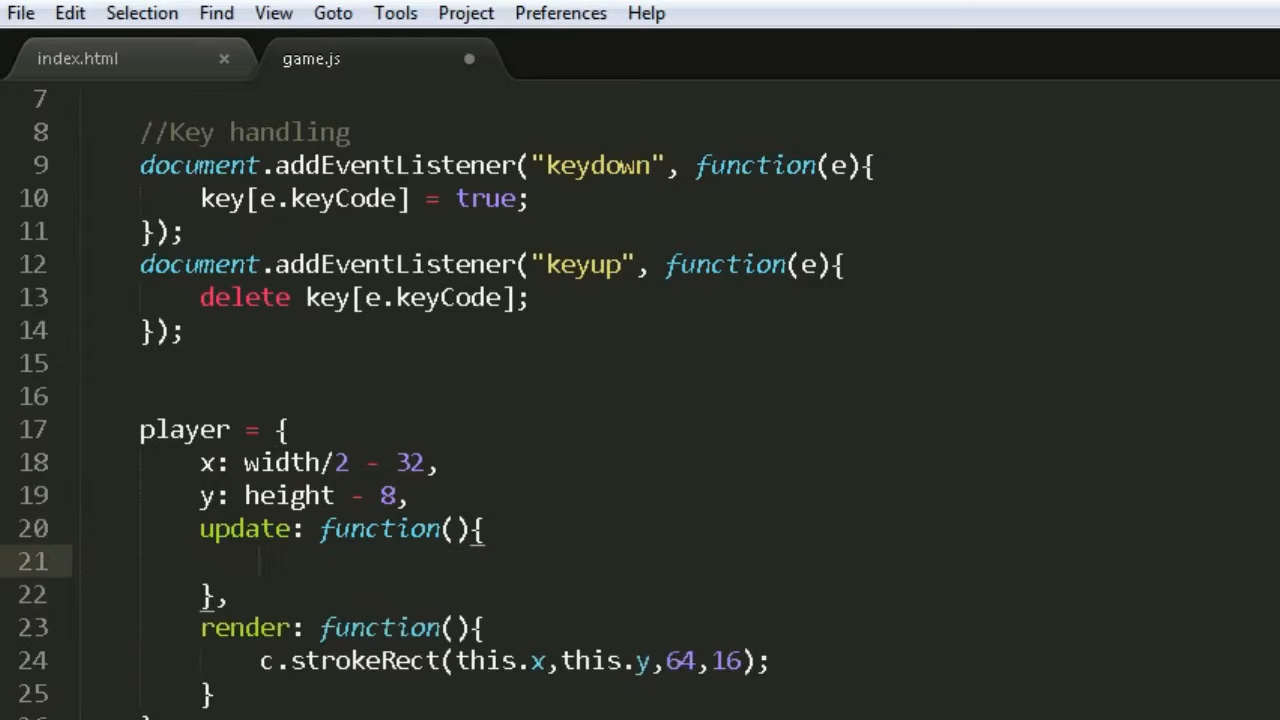 File Edit Selection Find View Goto Tools Project Preferences Help
index.html × game.js
7
8 //Key handling
9 document.addEventListener("keydown", function(e){
10 key[e.keyCode] = true;
11 });
12 document.addEventListener("keyup", function(e){
13 delete key[e.keyCode];
14 });
15
16
17 player = {
18 x: width/2 - 32,
19 y: height - 8,
20 update: function(){
21
22 },
23 render: function(){
24 c.strokeRect(this.x,this.y,64,16);
25 }